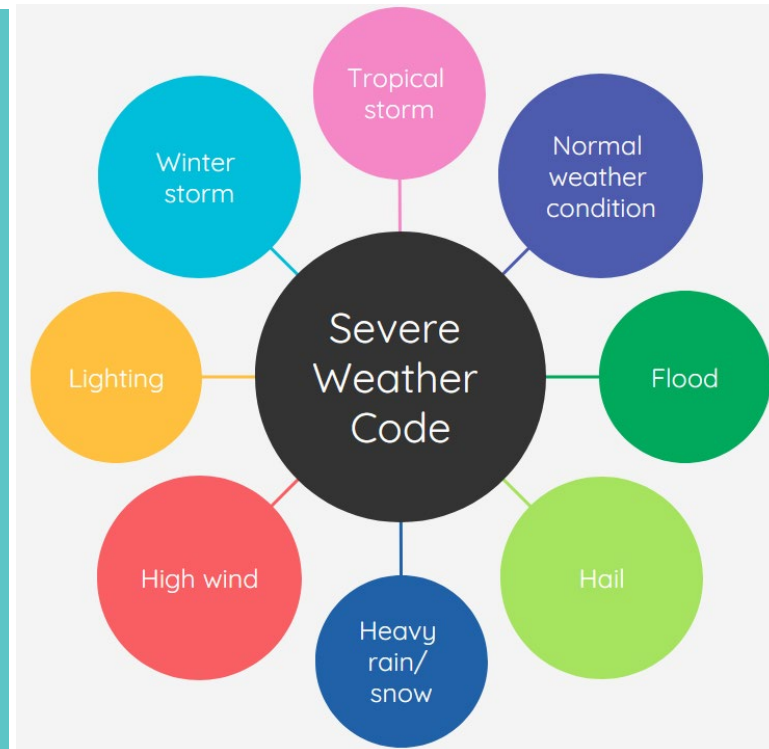 Severe
Weather
Code
Tropical
storm
Normal
weather
condition
Flood
Hail
Heavy
rain/
snow
High wind
Lighting
Winter
storm